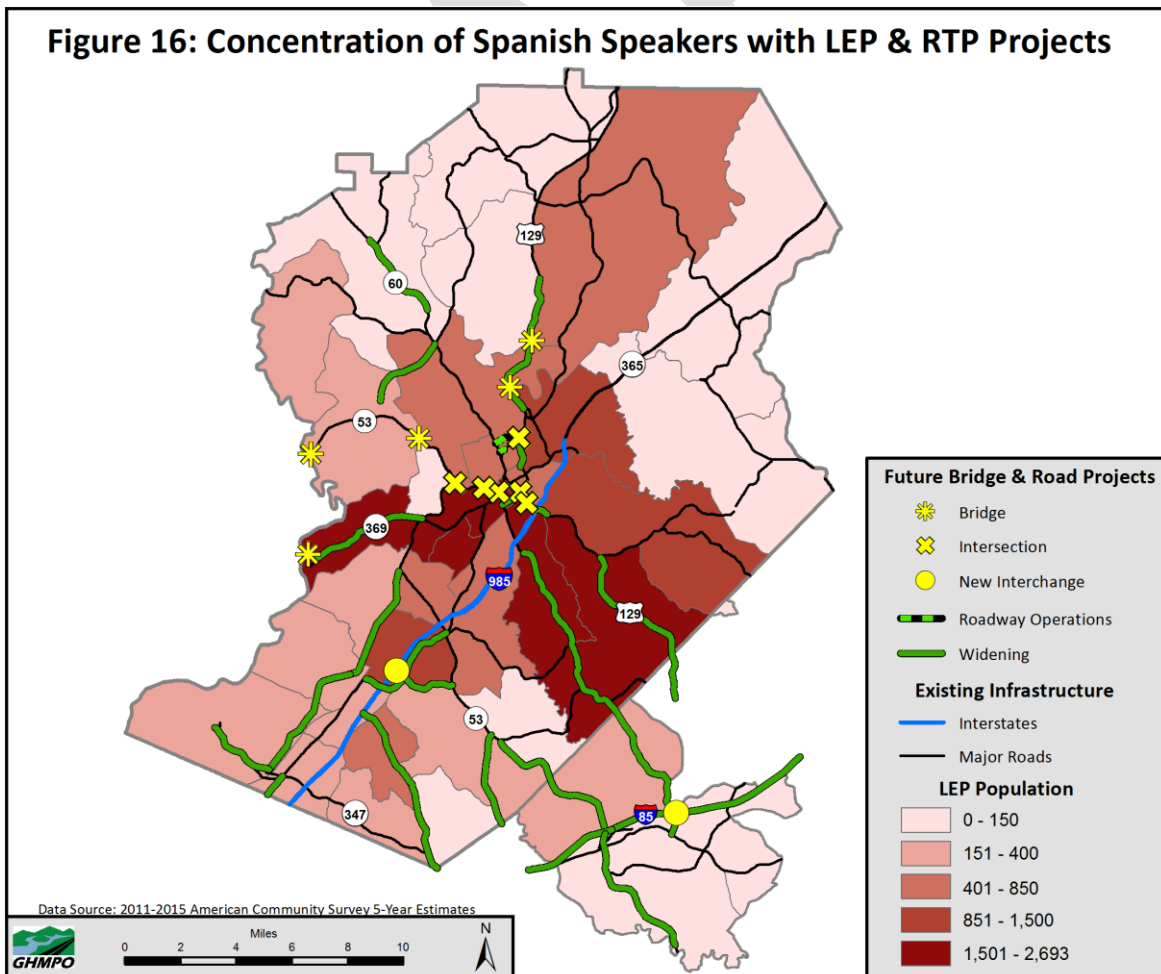 Figure 16: Concentration of Spanish Speakers with LEP & RTP Projects
129
60
365
53
369
985
129
53
85
347
Future Bridge & Road Projects
Bridge
Intersection
New Interchange
Roadway Operations
Widening
Existing Infrastructure
Interstates
Major Roads
LEP Population
0 - 150
151 - 400
401 - 850
851 - 1,500
1,501 - 2,693
Data Source: 2011-2015 American Community Survey 5-Year Estimates
GHMPO
Miles
0 2 4 6 8 10
N